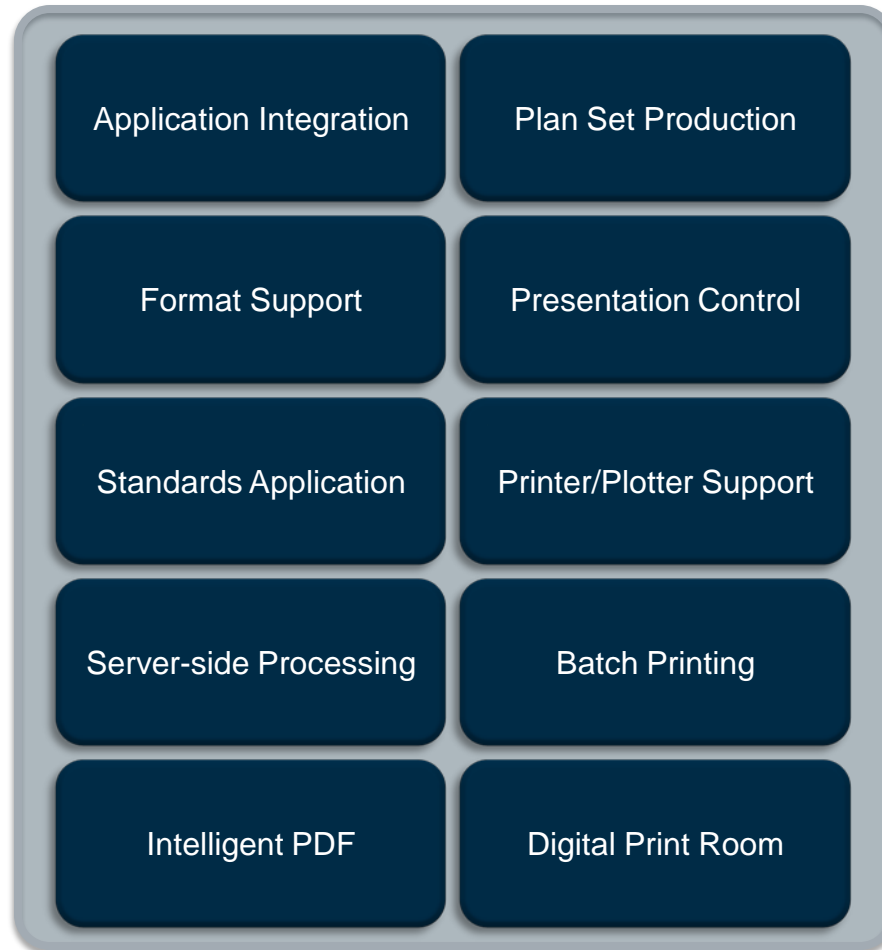 Application Integration
Plan Set Production
Format Support
Presentation Control
Standards Application
Printer/Plotter Support
Server-side Processing
Batch Printing
Intelligent PDF
Digital Print Room